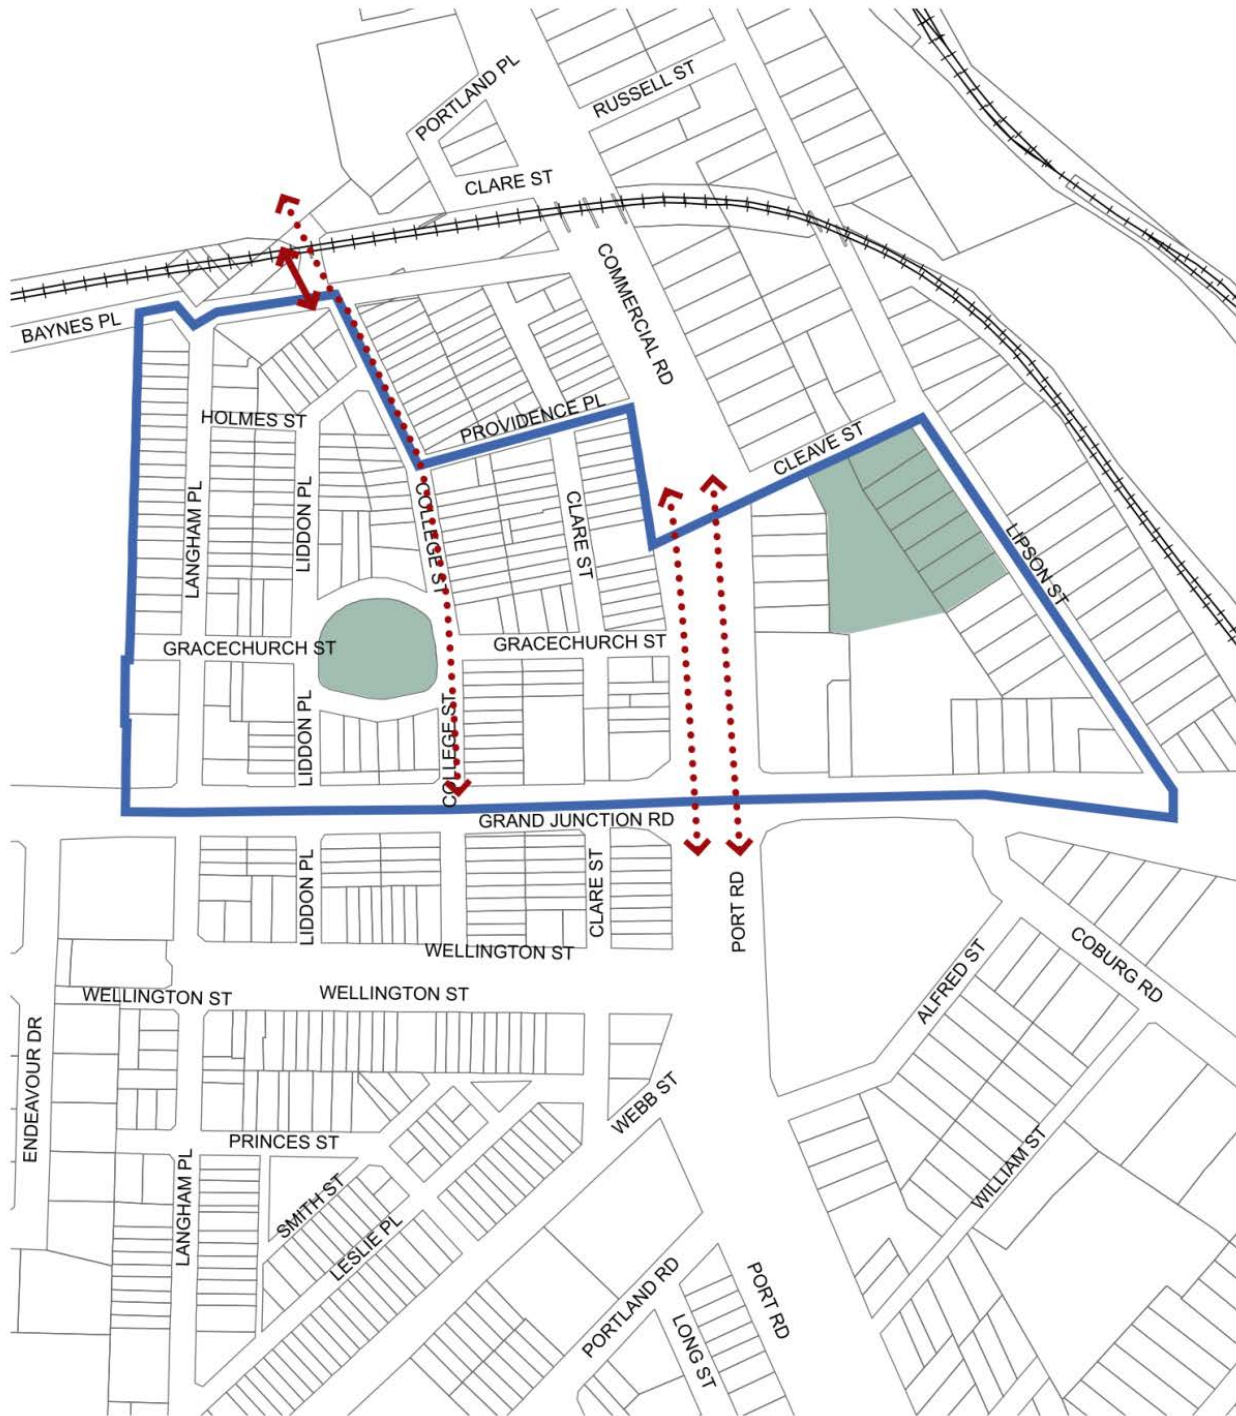 PORTLAND PL
RUSSELL ST
CLARE ST
COMMERCIAL RD
BAYNES PL
HOLMES ST
PROVIDENCE PL
CLEAVE ST
LANGHAM PL
LIDDON PL
COLLEGE ST
CLARE ST
LIPSON ST
GRACECHURCH ST
GRACECHURCH ST
LIDDON PL
COLLEGE ST
GRAND JUNCTION RD
LIDDON PL
CLARE ST
PORT RD
WELLINGTON ST
COBURG RD
ALFRED ST
WELLINGTON ST
WELLINGTON ST
ENDEAVOUR DR
WEBB ST
PRINCES ST
WILLIAM ST
LANGHAM PL
SMITH ST
LESLIE PL
PORTLAND RD
PORT RD
LONG ST